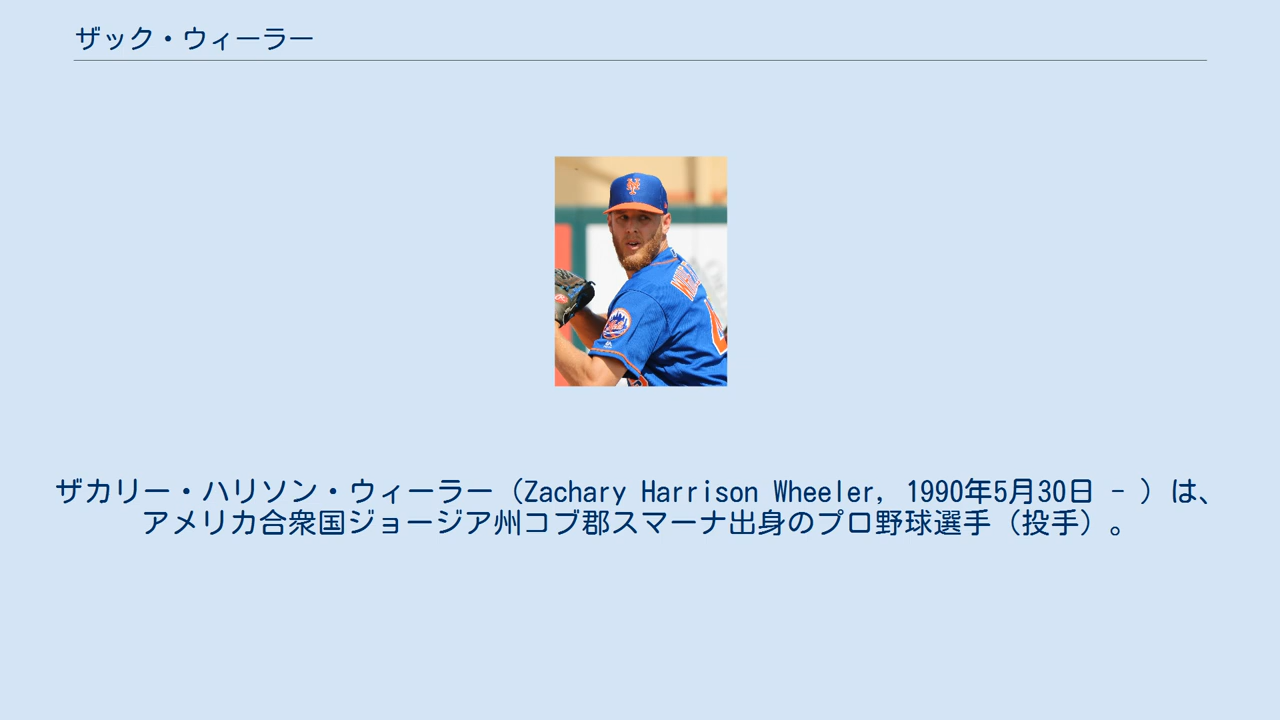 ザック・ウィーラー
ザカリー・ハリソン・ウィーラー（Zachary Harrison Wheeler, 1990年5月30日 - ）は、
アメリカ合衆国ジョージア州コブ郡スマーナ出身のプロ野球選手（投手）。